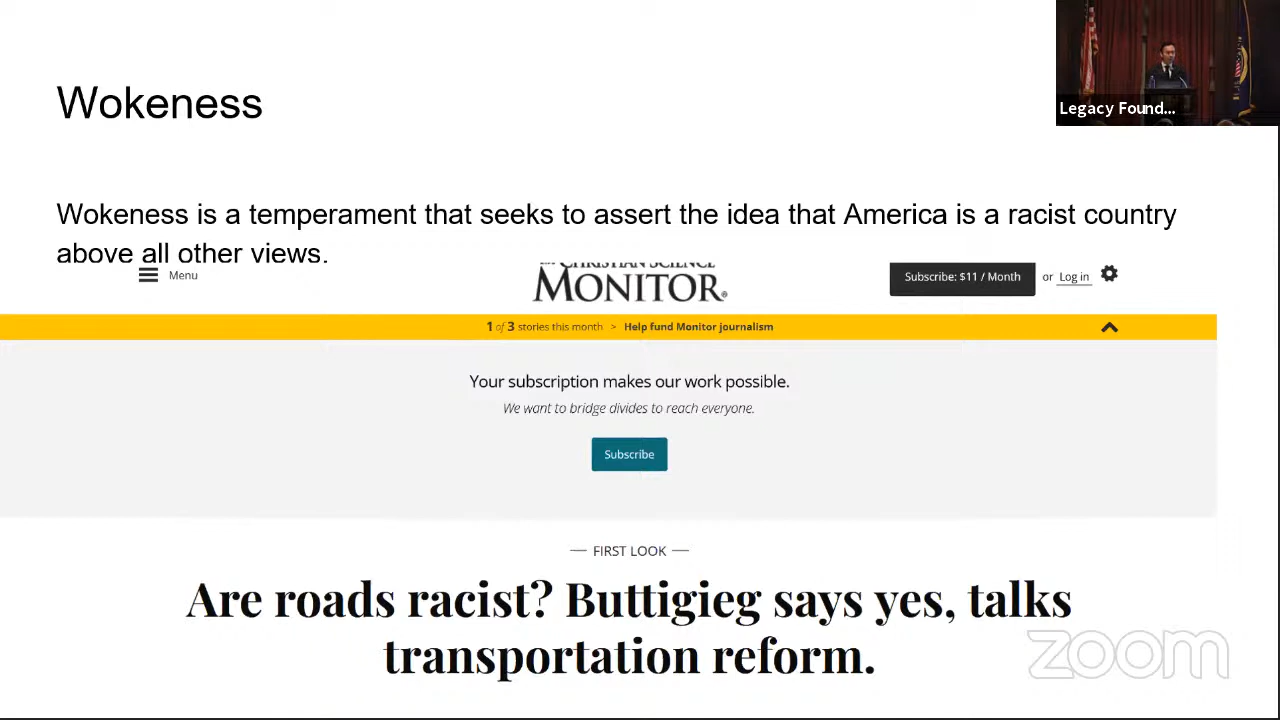 Wokeness
Legacy Found...
Wokeness is a temperament that seeks to assert the idea that America is a racist country
above all other views.
Menu
THE CHRISTIAN SCIENCE
MONITOR®
Subscribe: $11 / Month
or Log in
1 of 3 stories this month > Help fund Monitor journalism
Your subscription makes our work possible.
We want to bridge divides to reach everyone.
Subscribe
— FIRST LOOK —
Are roads racist? Buttigieg says yes, talks
transportation reform.
zoom